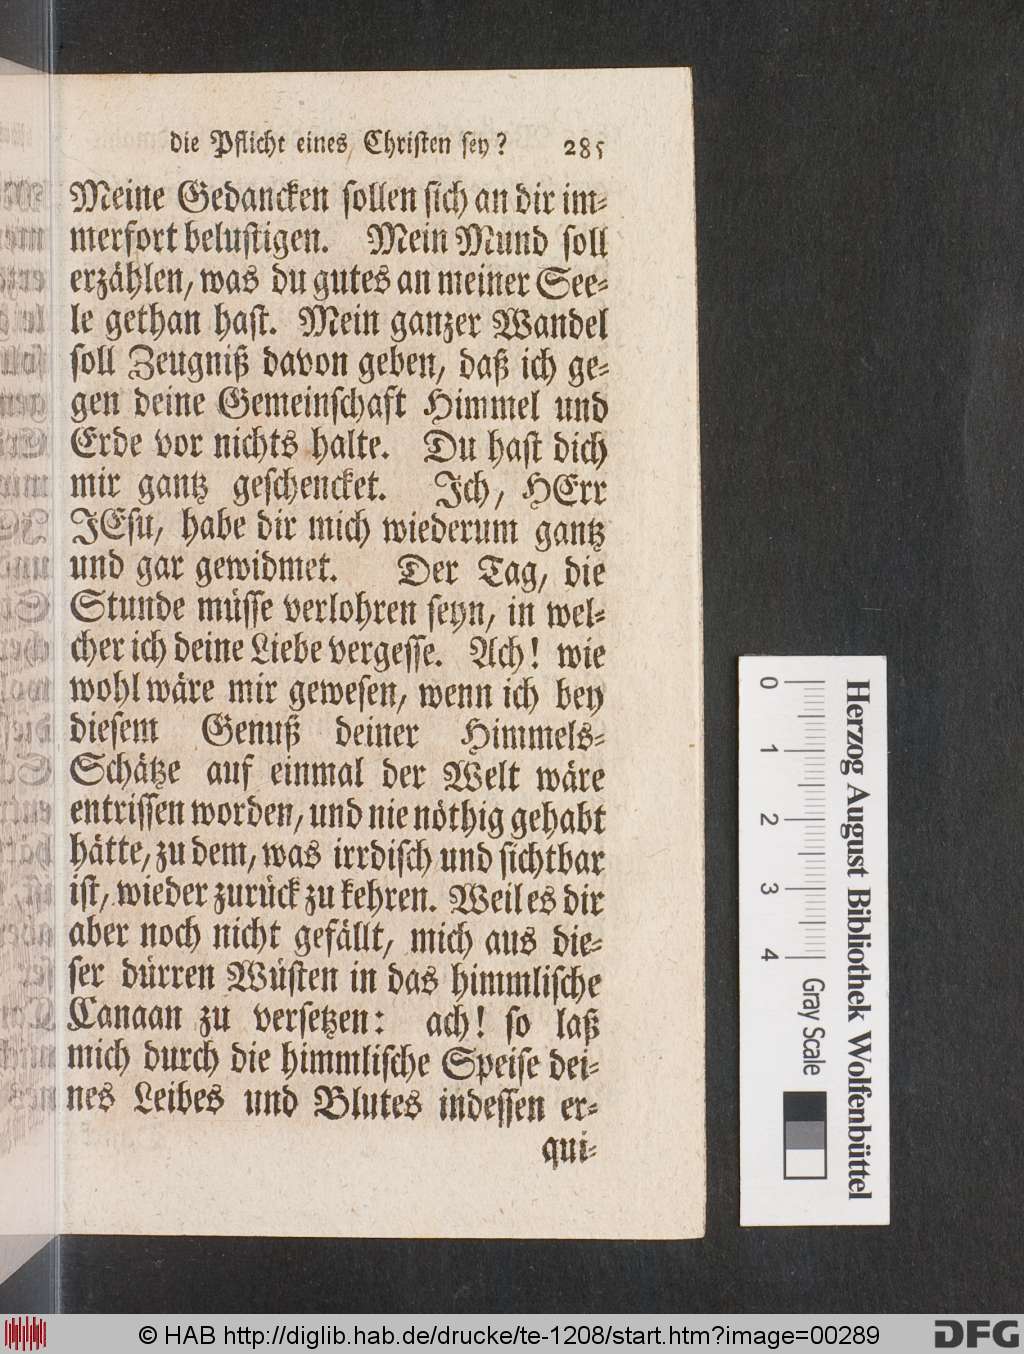 die Pflicht eines Christen sey? 285
Meine Gedancken sollen sich an dir im-
merfort belustigen. Mein Mund soll
erzählen, was du gutes an meiner See-
le gethan hast. Mein ganzer Wandel
soll Zeugniß davon geben, daß ich ge-
gen deine Gemeinschaft Himmel und
Erde vor nichts halte. Du hast dich
mir gantz geschencket. Ich, HErr
JEsu, habe dir mich wiederum gantz
und gar gewidmet. Der Tag, die
Stunde müsse verlohren seyn, in wel-
cher ich deine Liebe vergesse. Ach! wie
wohl wäre mir gewesen, wenn ich bey
diesem Genuß deiner Himmels-
Schätze auf einmal der Welt wäre
entrissen worden, und nie nöthig gehabt
hätte, zu dem, was irrdisch und sichtbar
ist, wieder zurück zu kehren. Weil es dir
aber noch nicht gefällt, mich aus die-
ser dürren Wüsten in das himmlische
Canaan zu versetzen: ach! so laß
mich durch die himmlische Speise dei-
nes Leibes und Blutes indessen er-
qui-
0 1 2 3 4
Herzog August Bibliothek Wolfenbüttel
Gray Scale
© HAB http://diglib.hab.de/drucke/te-1208/start.htm?image=00289
DFG